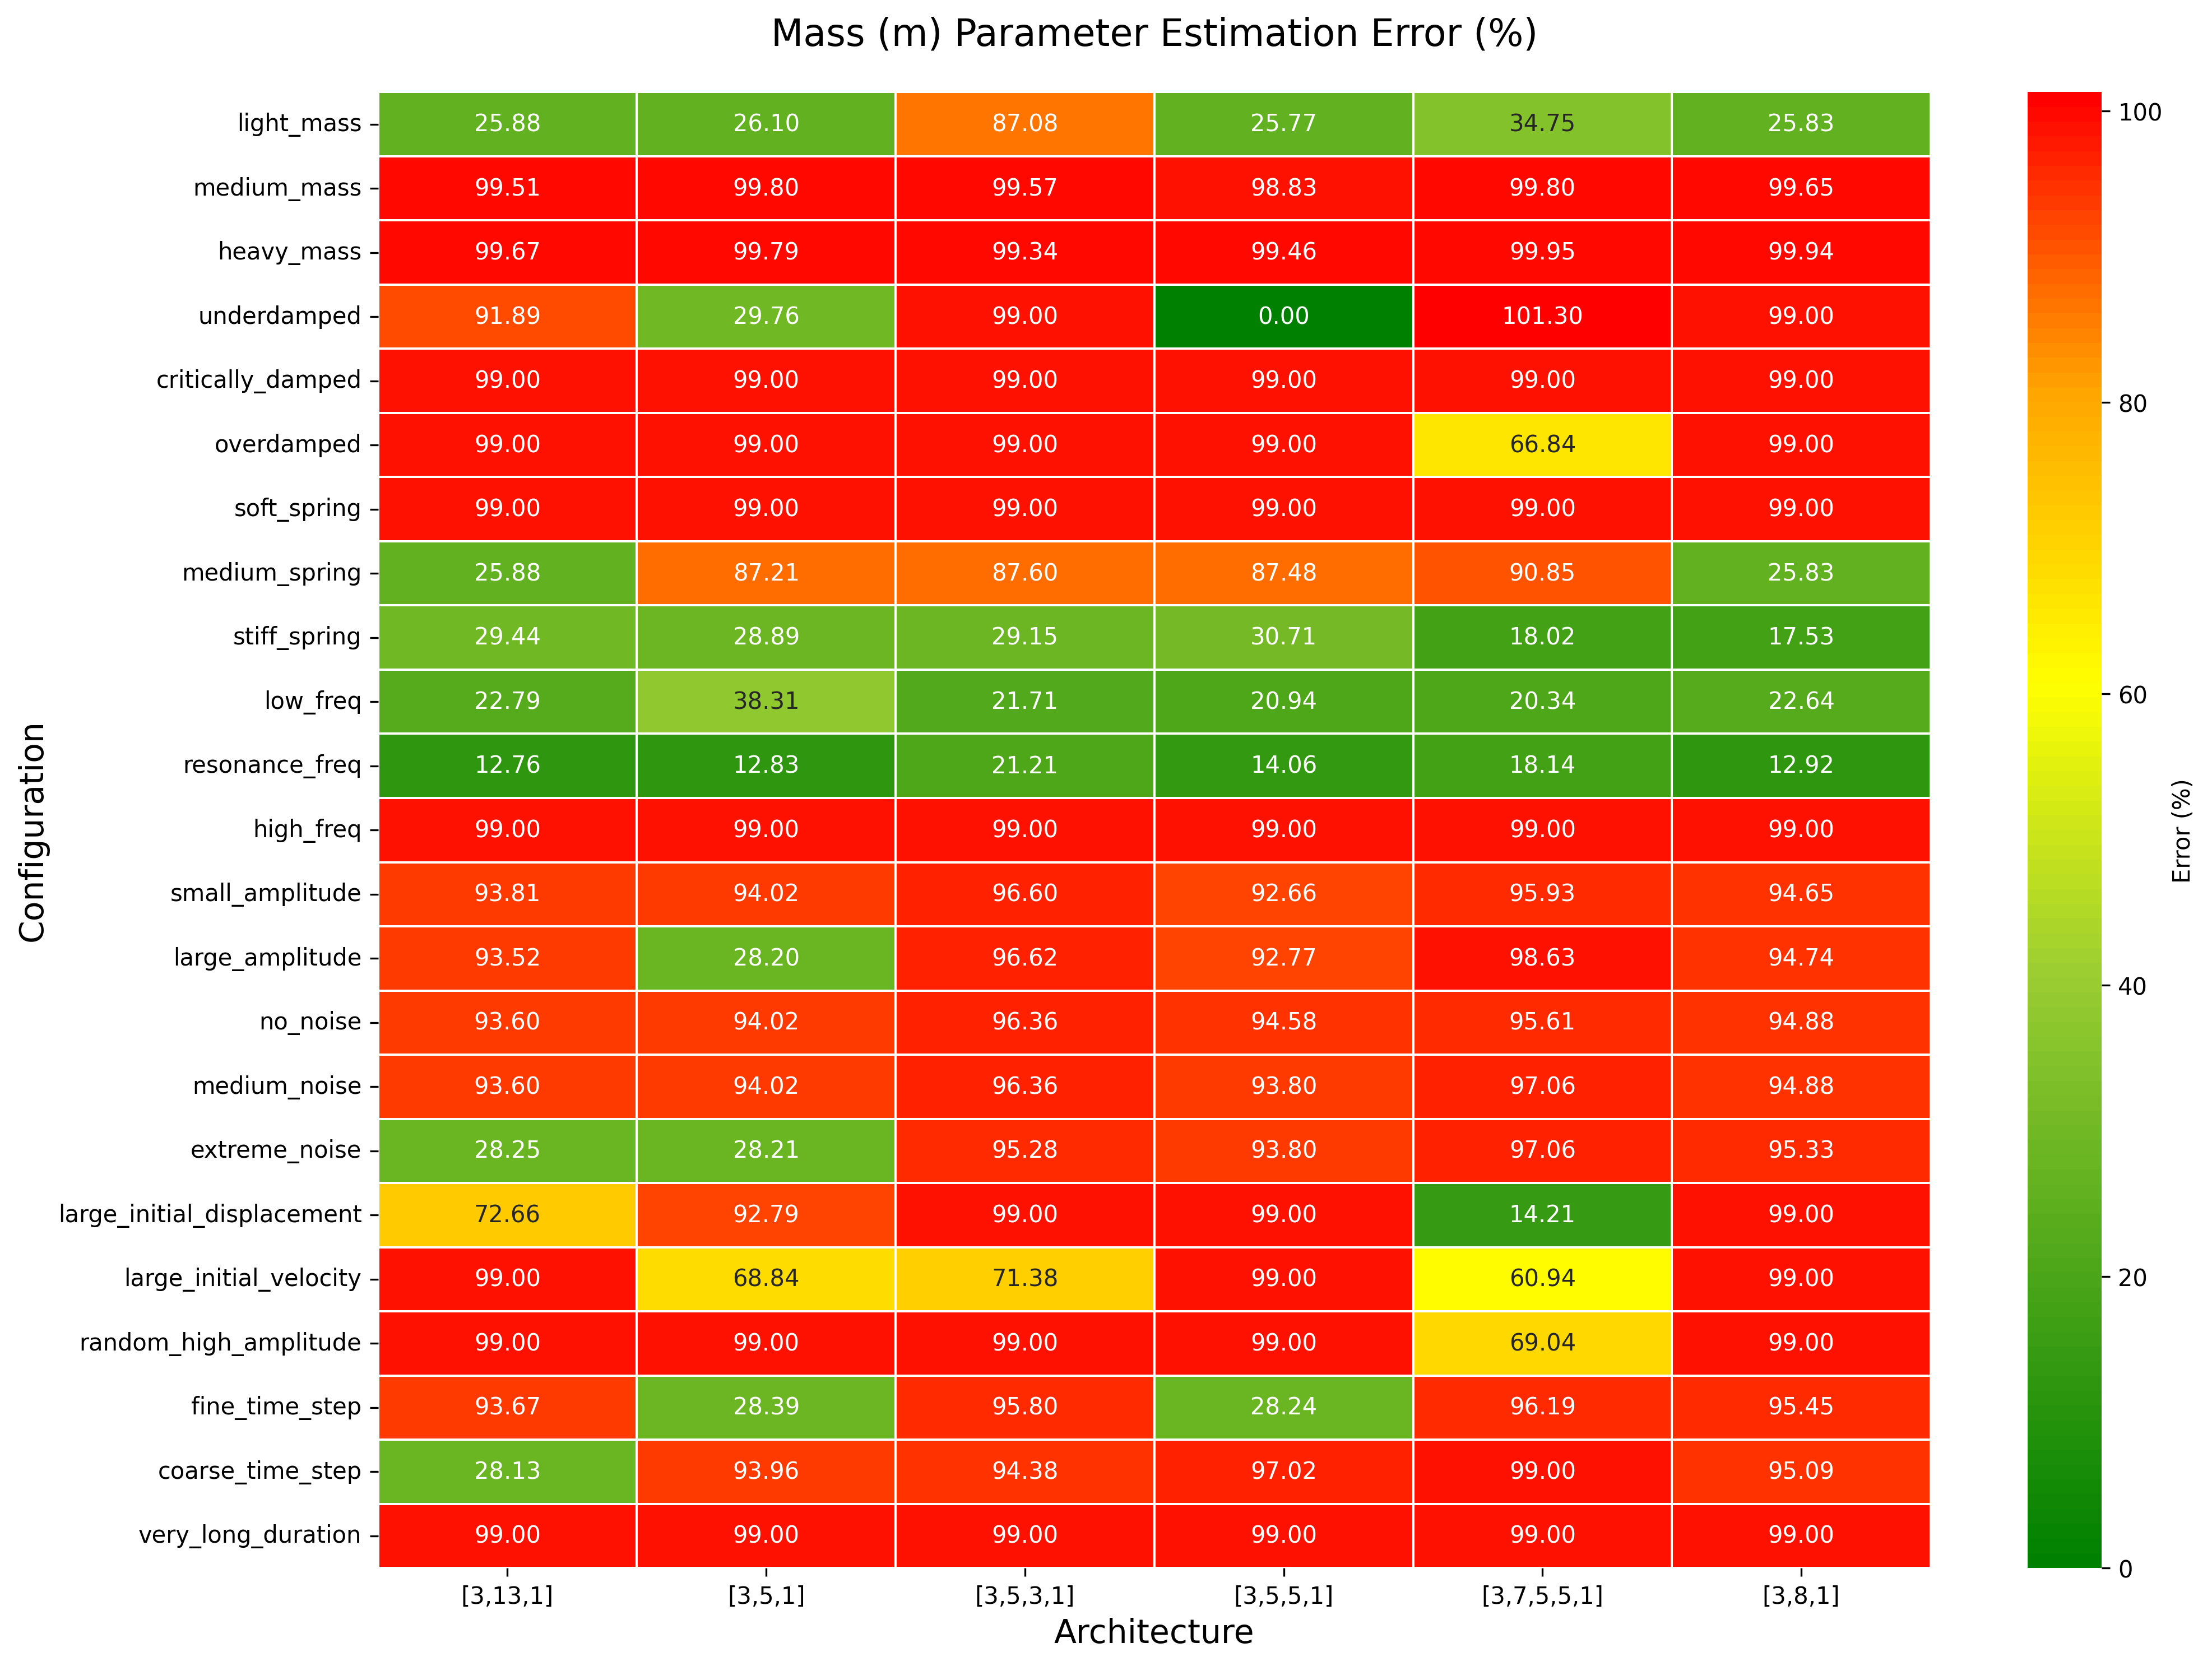 Mass (m) Parameter Estimation Error (%)
light_mass 25.88 26.10 87.08 25.77 34.75 25.83
medium_mass 99.51 99.80 99.57 98.83 99.80 99.65
heavy_mass 99.67 99.79 99.34 99.46 99.95 99.94
underdamped 91.89 29.76 99.00 0.00 101.30 99.00
critically_damped 99.00 99.00 99.00 99.00 99.00 99.00
overdamped 99.00 99.00 99.00 99.00 66.84 99.00
soft_spring 99.00 99.00 99.00 99.00 99.00 99.00
medium_spring 25.88 87.21 87.60 87.48 90.85 25.83
stiff_spring 29.44 28.89 29.15 30.71 18.02 17.53
low_freq 22.79 38.31 21.71 20.94 20.34 22.64
resonance_freq 12.76 12.83 21.21 14.06 18.14 12.92
high_freq 99.00 99.00 99.00 99.00 99.00 99.00
small_amplitude 93.81 94.02 96.60 92.66 95.93 94.65
large_amplitude 93.52 28.20 96.62 92.77 98.63 94.74
no_noise 93.60 94.02 96.36 94.58 95.61 94.88
medium_noise 93.60 94.02 96.36 93.80 97.06 94.88
extreme_noise 28.25 28.21 95.28 93.80 97.06 95.33
large_initial_displacement 72.66 92.79 99.00 99.00 14.21 99.00
large_initial_velocity 99.00 68.84 71.38 99.00 60.94 99.00
random_high_amplitude 99.00 99.00 99.00 99.00 69.04 99.00
fine_time_step 93.67 28.39 95.80 28.24 96.19 95.45
coarse_time_step 28.13 93.96 94.38 97.02 99.00 95.09
very_long_duration 99.00 99.00 99.00 99.00 99.00 99.00
[3,13,1] [3,5,1] [3,5,3,1] [3,5,5,1] [3,7,5,5,1] [3,8,1]
Architecture
Configuration
100
80
60
40
20
0
Error (%)